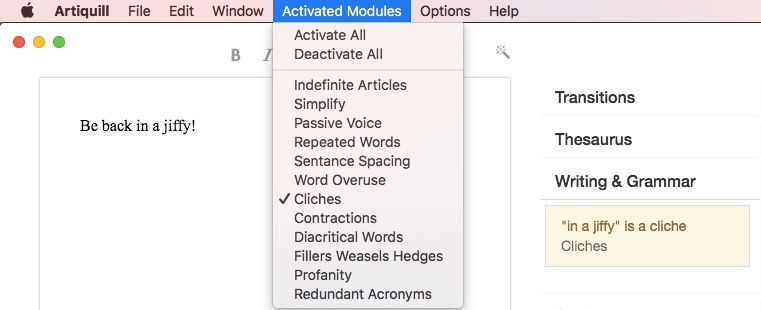 Artiquill File Edit Window Activated Modules Options Help
Activate All
Deactivate All
B I
Indefinite Articles
Simplify
Passive Voice
Repeated Words
Sentance Spacing
Word Overuse
Cliches
Contractions
Diacritical Words
Fillers Weasels Hedges
Profanity
Redundant Acronyms
Be back in a jiffy!
Transitions
Thesaurus
Writing & Grammar
"in a jiffy" is a cliche
Cliches